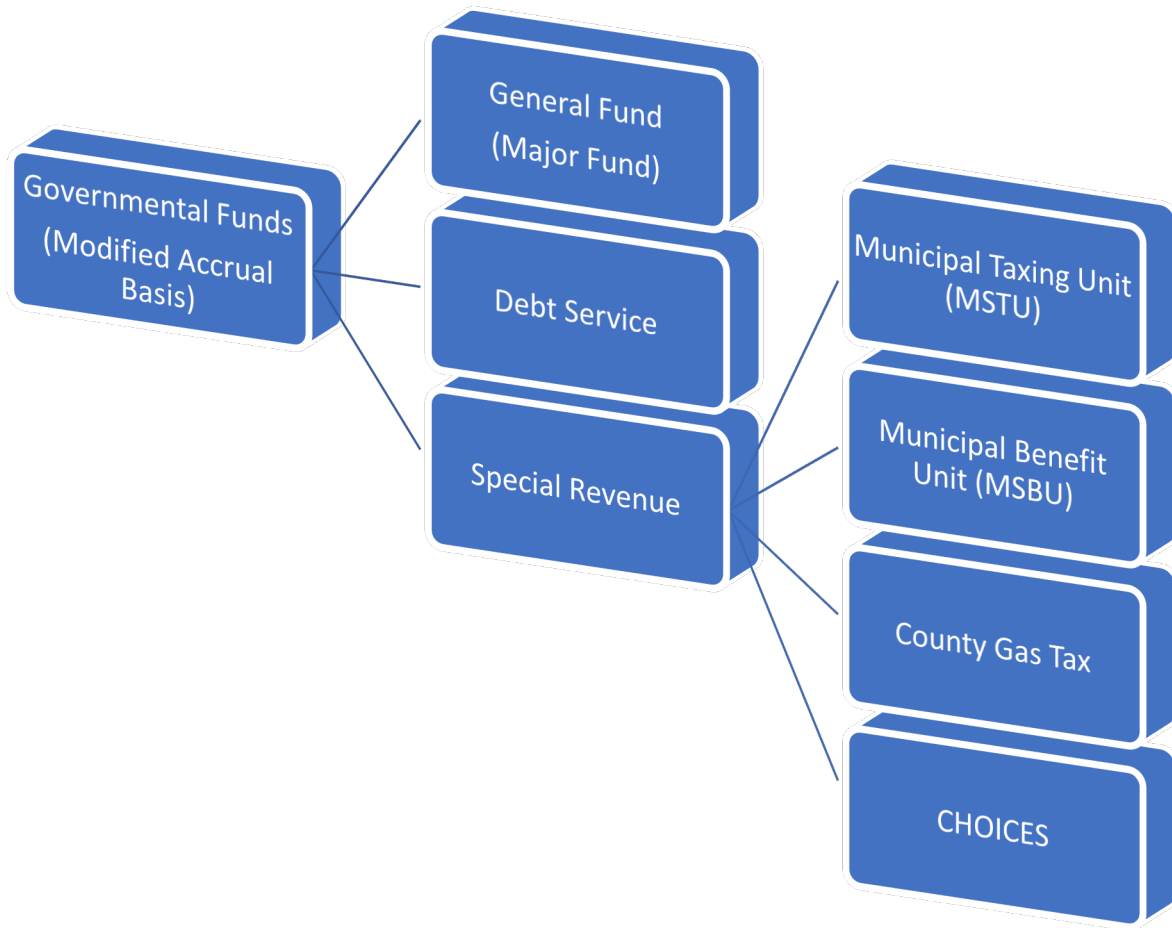 Governmental Funds
(Modified Accrual
Basis)
General Fund
(Major Fund)
Debt Service
Special Revenue
Municipal Taxing Unit
(MSTU)
Municipal Benefit
Unit (MSBU)
County Gas Tax
CHOICES